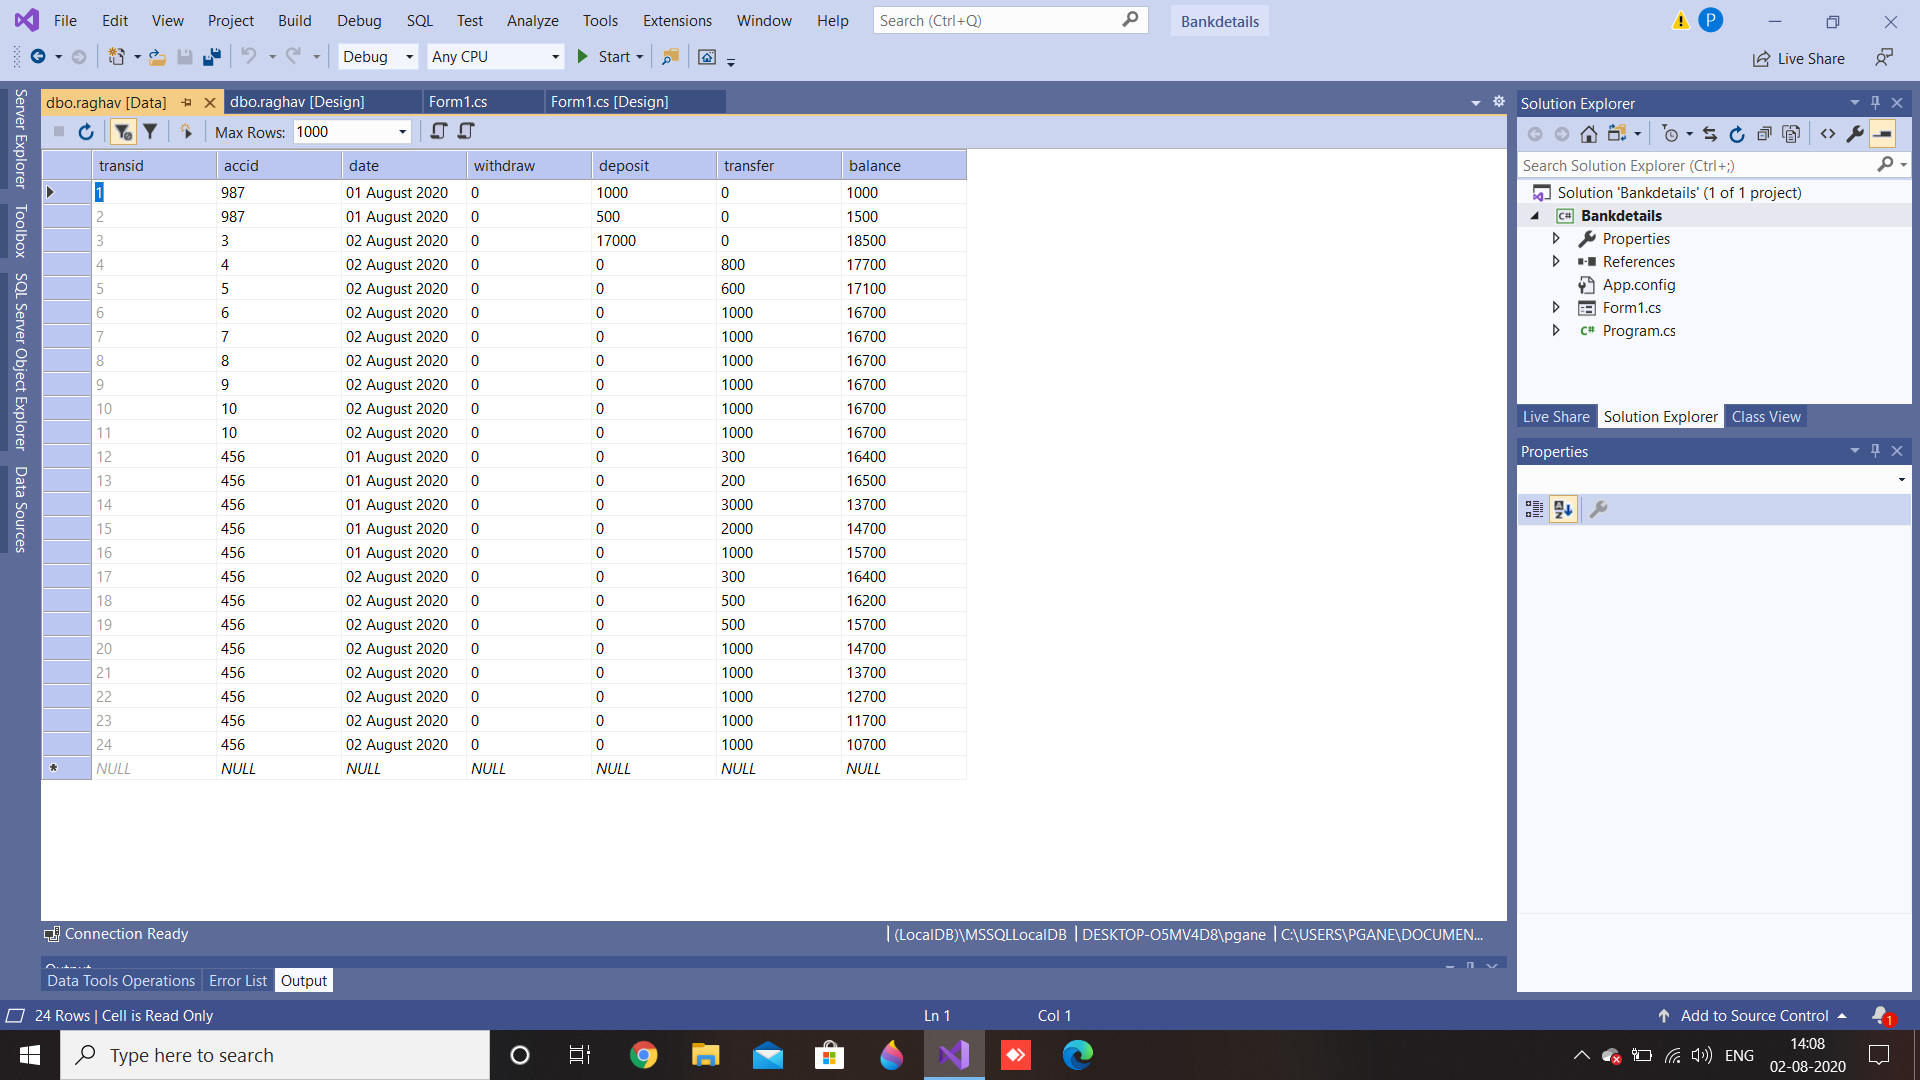 File Edit View Project Build Debug SQL Test Analyze Tools Extensions Window Help Search (Ctrl+Q) Bankdetails P
Debug Any CPU Start Live Share
Server Explorer
Toolbox
SQL Server Object Explorer
Data Sources
dbo.raghav [Data] dbo.raghav [Design] Form1.cs Form1.cs [Design]
Max Rows: 1000
transid accid date withdraw deposit transfer balance
1 987 01 August 2020 0 1000 0 1000
2 987 01 August 2020 0 500 0 1500
3 3 02 August 2020 0 17000 0 18500
4 4 02 August 2020 0 0 800 17700
5 5 02 August 2020 0 0 600 17100
6 6 02 August 2020 0 0 1000 16700
7 7 02 August 2020 0 0 1000 16700
8 8 02 August 2020 0 0 1000 16700
9 9 02 August 2020 0 0 1000 16700
10 10 02 August 2020 0 0 1000 16700
11 10 02 August 2020 0 0 1000 16700
12 456 01 August 2020 0 0 300 16400
13 456 01 August 2020 0 0 200 16500
14 456 01 August 2020 0 0 3000 13700
15 456 01 August 2020 0 0 2000 14700
16 456 01 August 2020 0 0 1000 15700
17 456 02 August 2020 0 0 300 16400
18 456 02 August 2020 0 0 500 16200
19 456 02 August 2020 0 0 500 15700
20 456 02 August 2020 0 0 1000 14700
21 456 02 August 2020 0 0 1000 13700
22 456 02 August 2020 0 0 1000 12700
23 456 02 August 2020 0 0 1000 11700
24 456 02 August 2020 0 0 1000 10700
NULL NULL NULL NULL NULL NULL NULL
Connection Ready (LocalDB)\MSSQLLocalDB DESKTOP-O5MV4D8\pgane C:\USERS\PGANE\DOCUMEN...
Output
Data Tools Operations Error List Output
Solution Explorer
Search Solution Explorer (Ctrl+;)
Solution 'Bankdetails' (1 of 1 project)
C# Bankdetails
Properties
References
App.config
Form1.cs
C# Program.cs
Live Share Solution Explorer Class View
Properties
24 Rows | Cell is Read Only Ln 1 Col 1 Add to Source Control 1
Type here to search ENG 14:08
02-08-2020